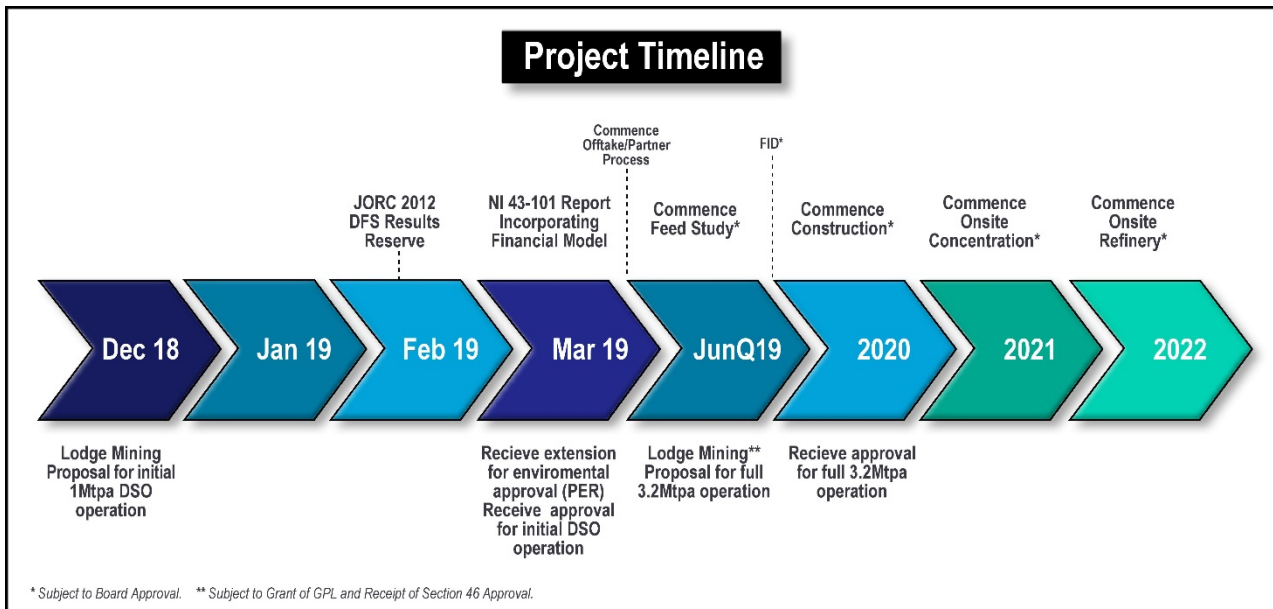 Project Timeline
Commence
Offtake/Partner
Process
FID*
JORC 2012
DFS Results
Reserve
NI 43-101 Report
Incorporating
Financial Model
Commence
Feed Study*
Commence
Construction*
Commence
Onsite
Concentration*
Commence
Onsite
Refinery*
Dec 18
Jan 19
Feb 19
Mar 19
JunQ19
2020
2021
2022
Lodge Mining
Proposal for initial
1Mtpa DSO
operation
Recieve extension
for enviromental
approval (PER)
Receive approval
for initial DSO
operation
Lodge Mining**
Proposal for full
3.2Mtpa operation
Recieve approval
for full 3.2Mtpa
operation
* Subject to Board Approval. ** Subject to Grant of GPL and Receipt of Section 46 Approval.